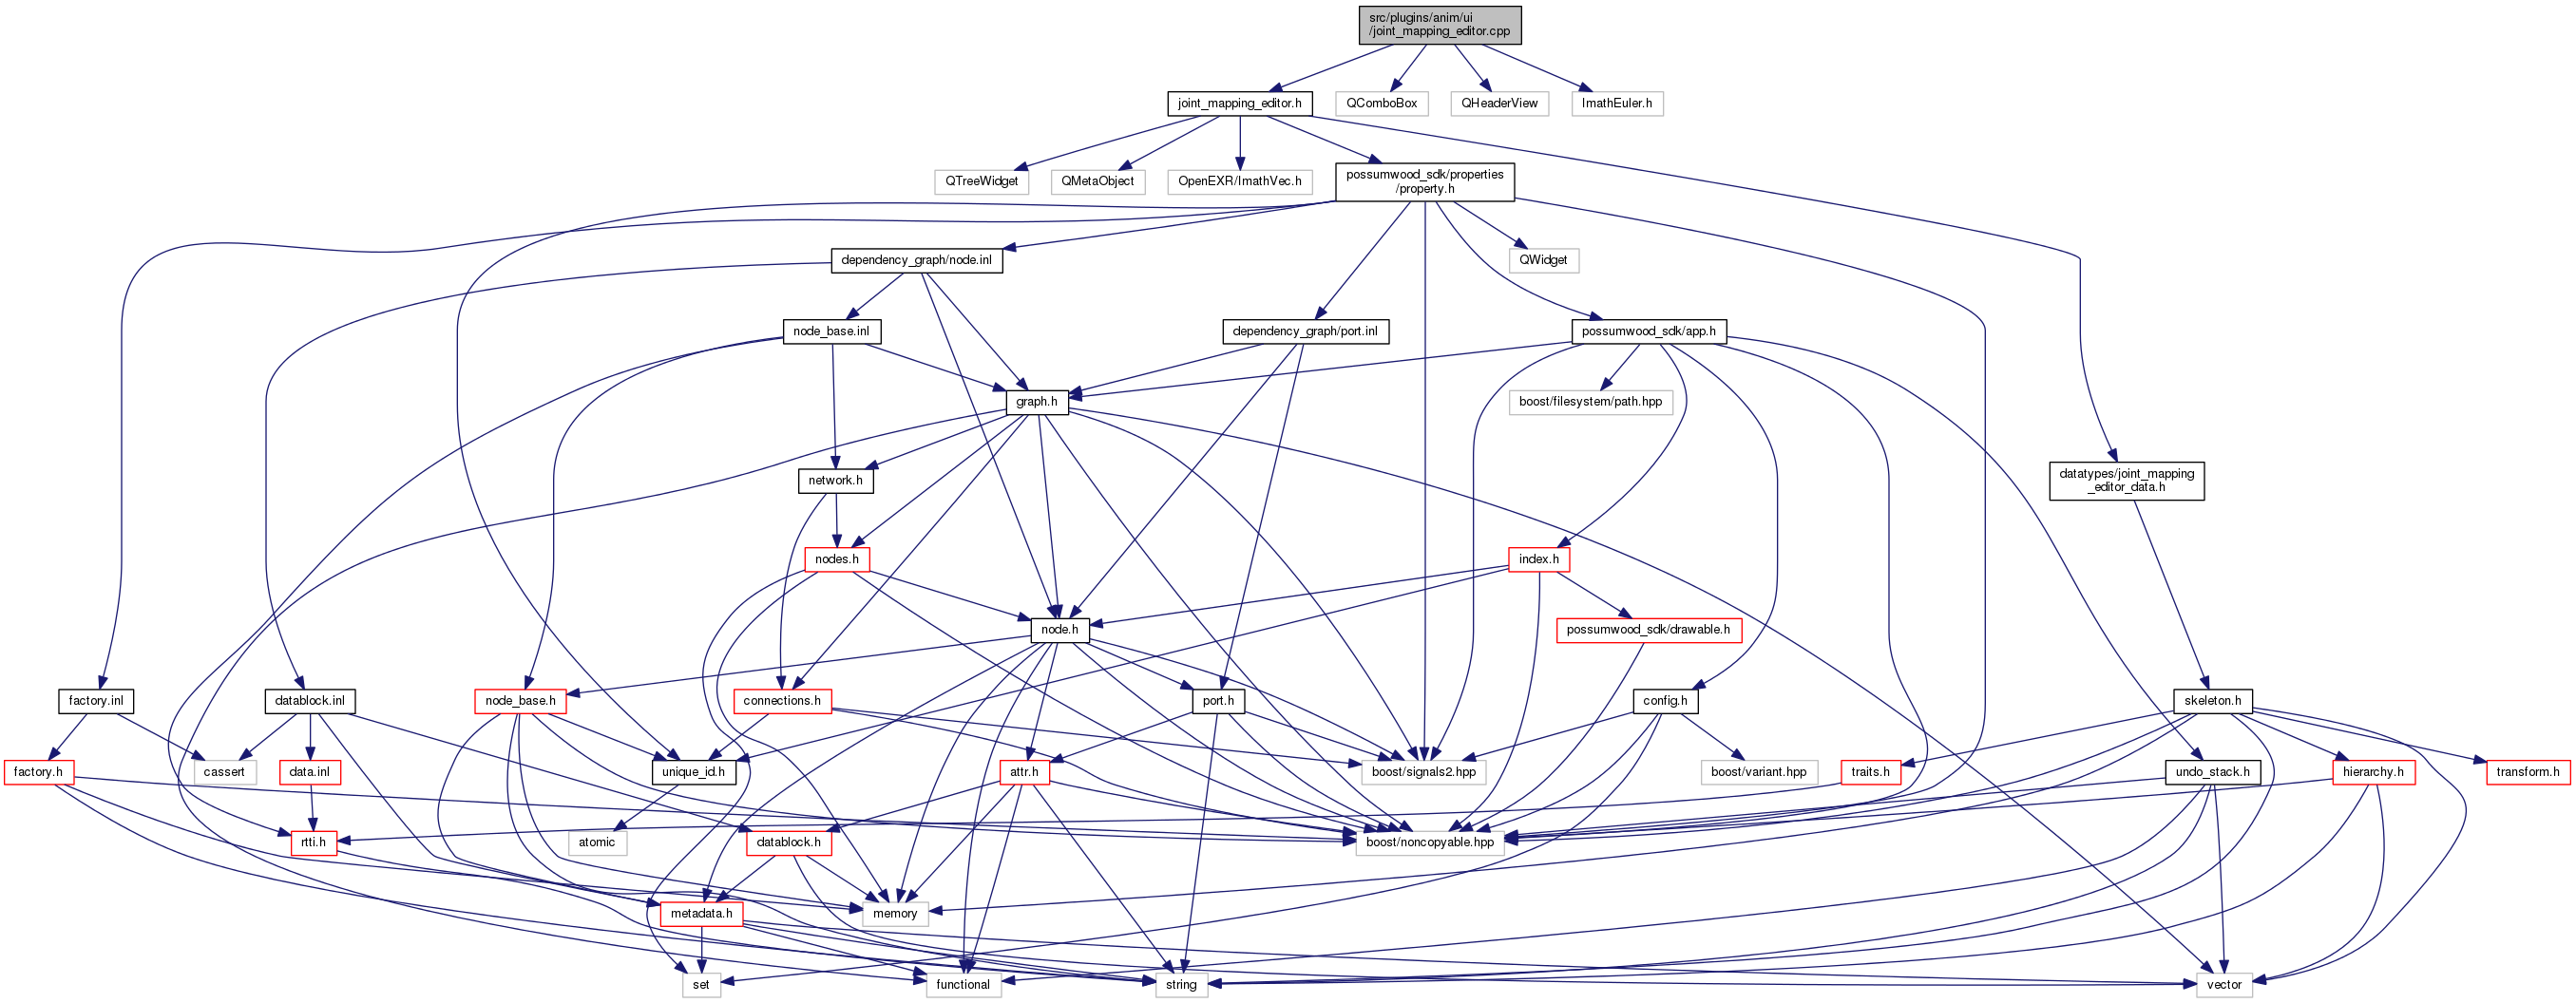 src/plugins/anim/ui
/joint_mapping_editor.cpp
joint_mapping_editor.h
QComboBox
QHeaderView
ImathEuler.h
QTreeWidget
QMetaObject
OpenEXR/ImathVec.h
possumwood_sdk/properties
/property.h
dependency_graph/node.inl
QWidget
node_base.inl
dependency_graph/port.inl
possumwood_sdk/app.h
graph.h
boost/filesystem/path.hpp
network.h
datatypes/joint_mapping
_editor_data.h
nodes.h
index.h
node.h
possumwood_sdk/drawable.h
factory.inl
datablock.inl
node_base.h
connections.h
port.h
config.h
skeleton.h
factory.h
cassert
data.inl
unique_id.h
attr.h
boost/signals2.hpp
boost/variant.hpp
traits.h
undo_stack.h
hierarchy.h
transform.h
rtti.h
atomic
datablock.h
boost/noncopyable.hpp
metadata.h
memory
set
functional
string
vector